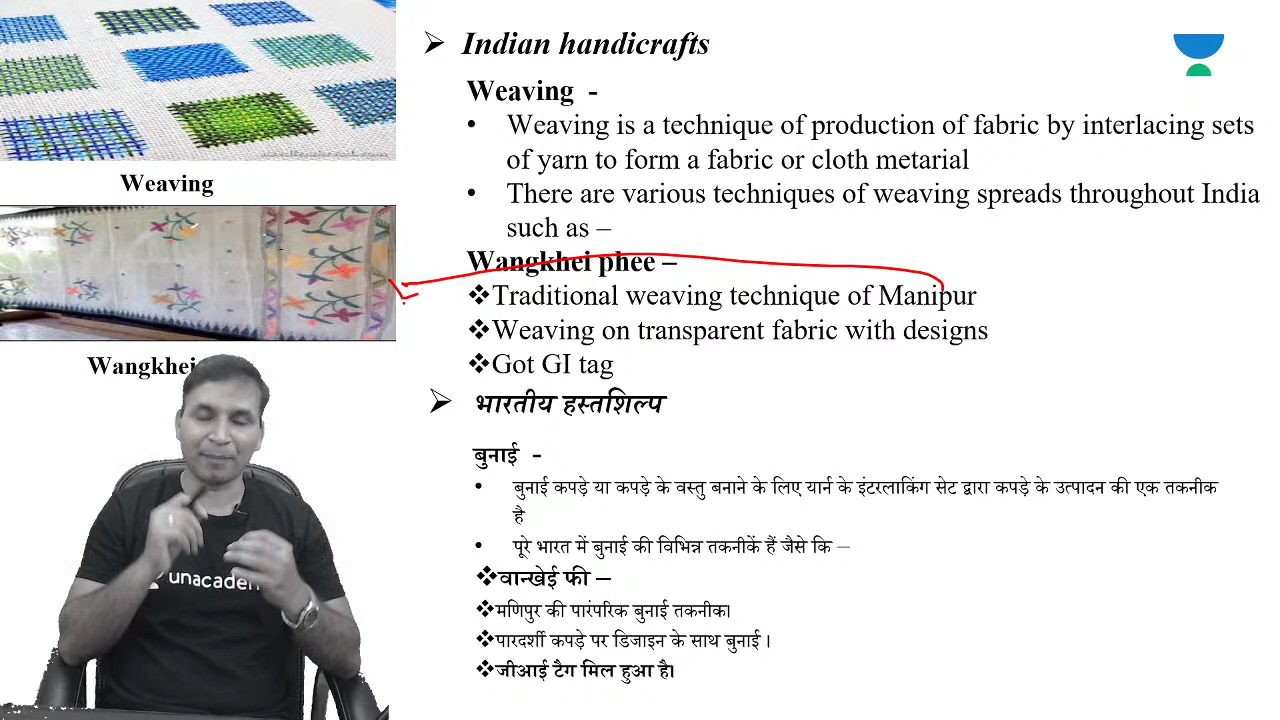 Indian handicrafts
Weaving -
Weaving is a technique of production of fabric by interlacing sets
of yarn to form a fabric or cloth metarial
There are various techniques of weaving spreads throughout India
such as –
Wangkhei phee –
Traditional weaving technique of Manipur
Weaving on transparent fabric with designs
Got GI tag
भारतीय हस्तशिल्प
बुनाई -
बुनाई कपड़े या कपड़े के वस्तु बनाने के लिए यार्न के इंटरलाकिंग सेट द्वारा कपड़े के उत्पादन की एक तकनीक
है
पूरे भारत में बुनाई की विभिन्न तकनीकें हैं जैसे कि –
वान्खेई फी –
मणिपुर की पारंपरिक बुनाई तकनीक।
पारदर्शी कपड़े पर डिजाइन के साथ बुनाई ।
जीआई टैग मिल हुआ है।
Weaving
Wangkhei
unacade